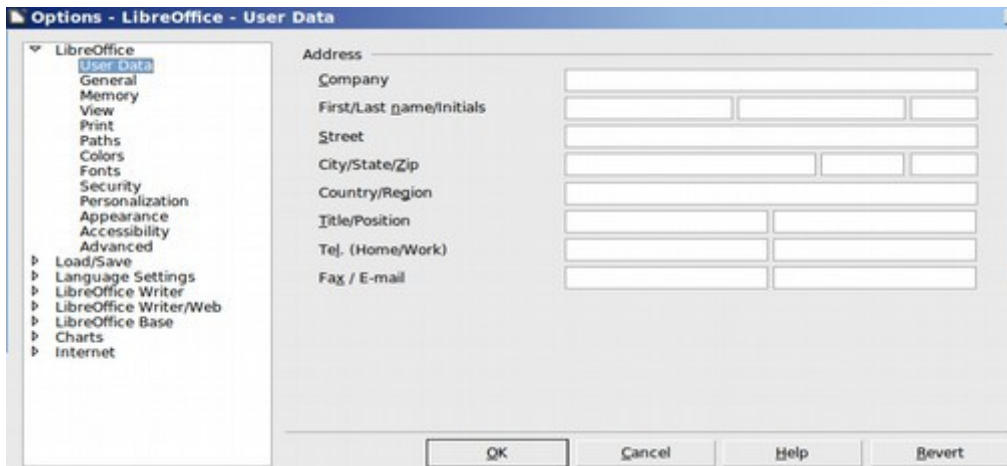 Options - LibreOffice - User Data
LibreOffice
User Data
General
Memory
View
Print
Paths
Colors
Fonts
Security
Personalization
Appearance
Accessibility
Advanced
Load/Save
Language Settings
LibreOffice Writer
LibreOffice Writer/Web
LibreOffice Base
Charts
Internet
Address
Company
First/Last name/Initials
Street
City/State/Zip
Country/Region
Title/Position
Tel. (Home/Work)
Fax / E-mail
OK Cancel Help Revert